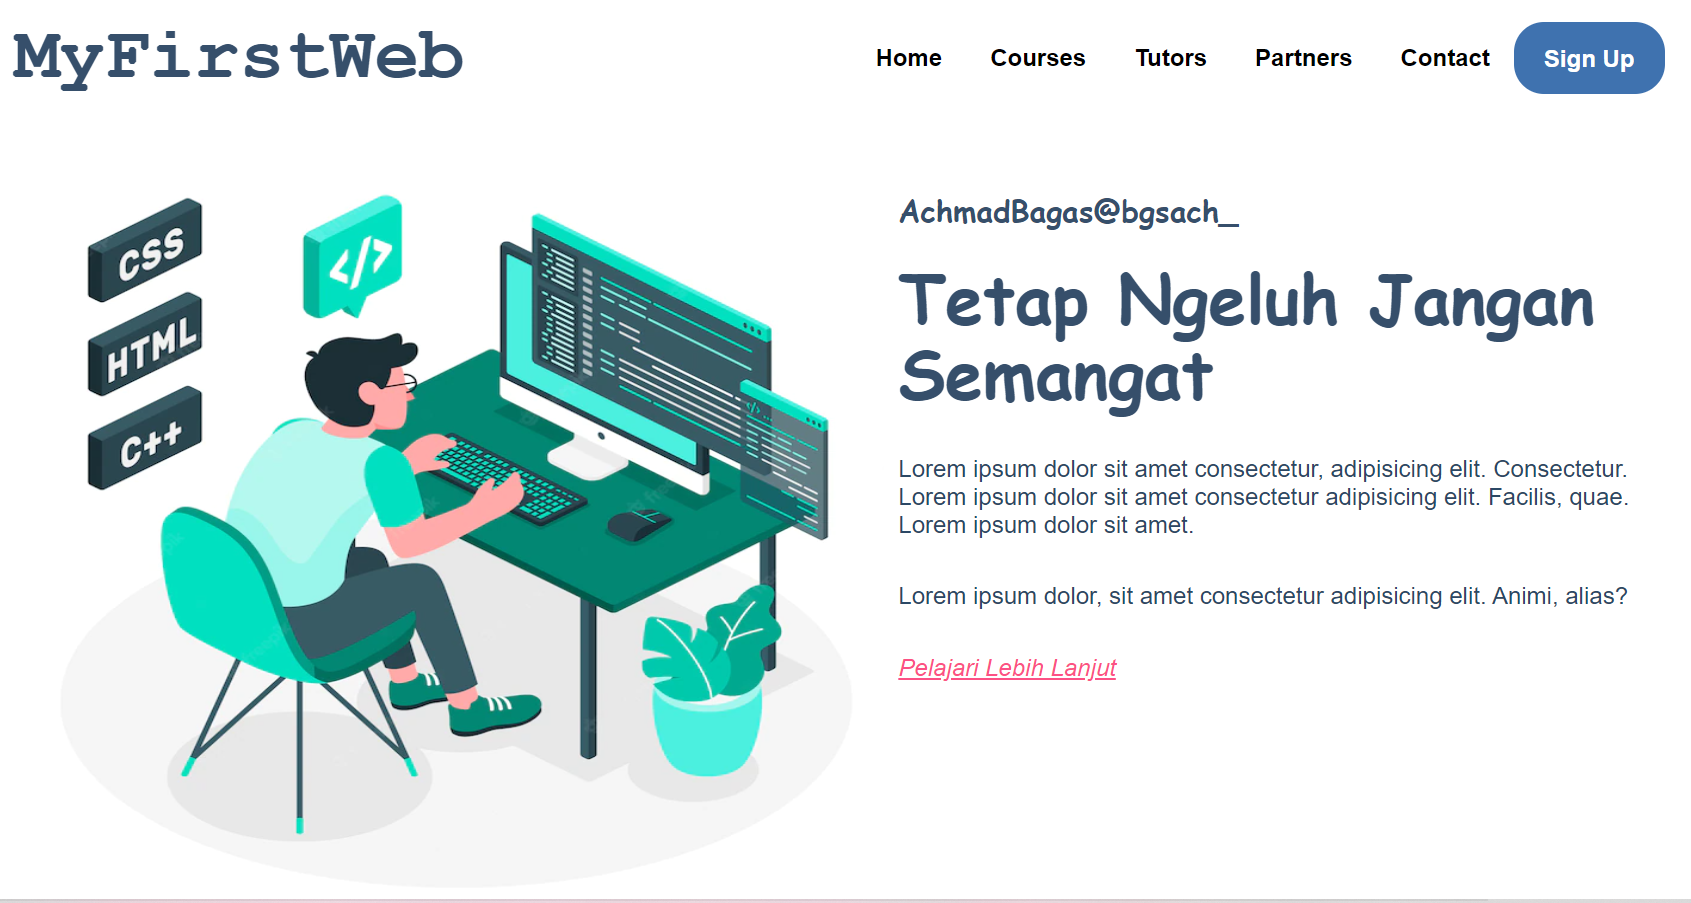 MyFirstWeb
Home Courses Tutors Partners Contact Sign Up
CSS
HTML
C++
</>
AchmadBagas@bgsach_
Tetap Ngeluh Jangan
Semangat
Lorem ipsum dolor sit amet consectetur, adipisicing elit. Consectetur.
Lorem ipsum dolor sit amet consectetur adipisicing elit. Facilis, quae.
Lorem ipsum dolor sit amet.
Lorem ipsum dolor, sit amet consectetur adipisicing elit. Animi, alias?
Pelajari Lebih Lanjut